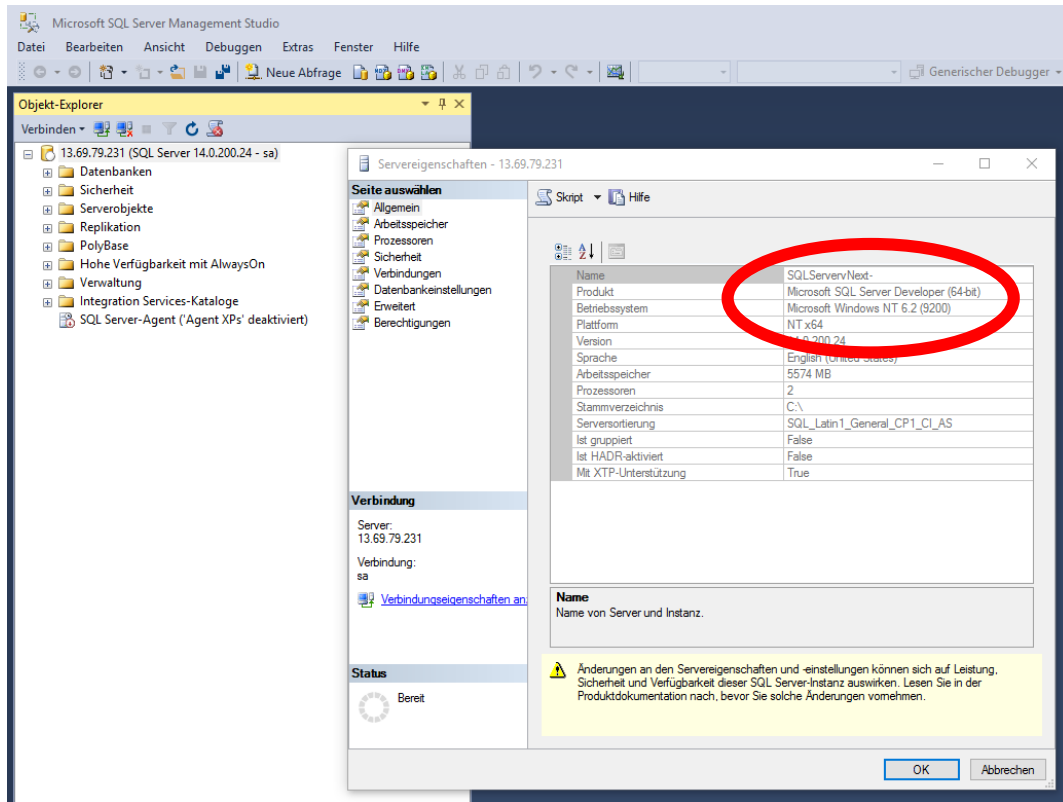 Microsoft SQL Server Management Studio
Datei Bearbeiten Ansicht Debuggen Extras Fenster Hilfe
Neue Abfrage Generischer Debugger
Objekt-Explorer
Verbinden
13.69.79.231 (SQL Server 14.0.200.24 - sa)
Datenbanken
Sicherheit
Serverobjekte
Replikation
PolyBase
Hohe Verfügbarkeit mit AlwaysOn
Verwaltung
Integration Services-Kataloge
SQL Server-Agent ('Agent XPs' deaktiviert)
Servereigenschaften - 13.69.79.231
Seite auswählen
Allgemein
Arbeitsspeicher
Prozessoren
Sicherheit
Verbindungen
Datenbankeinstellungen
Erweitert
Berechtigungen
Verbindung
Server:
13.69.79.231
Verbindung:
sa
Verbindungseigenschaften an
Status
Bereit
Skript Hilfe
Name SQLServervNext-
Produkt Microsoft SQL Server Developer (64-bit)
Betriebssystem Microsoft Windows NT 6.2 (9200)
Plattform NT x64
Version 14.0.200.24
Sprache English (United States)
Arbeitsspeicher 5574 MB
Prozessoren 2
Stammverzeichnis C:\
Serversortierung SQL_Latin1_General_CP1_CI_AS
Ist gruppiert False
Ist HADR-aktiviert False
Mit XTP-Unterstützung True
Name
Name von Server und Instanz.
Änderungen an den Servereigenschaften und -einstellungen können sich auf Leistung,
Sicherheit und Verfügbarkeit dieser SQL Server-Instanz auswirken. Lesen Sie in der
Produktdokumentation nach, bevor Sie solche Änderungen vornehmen.
OK Abbrechen